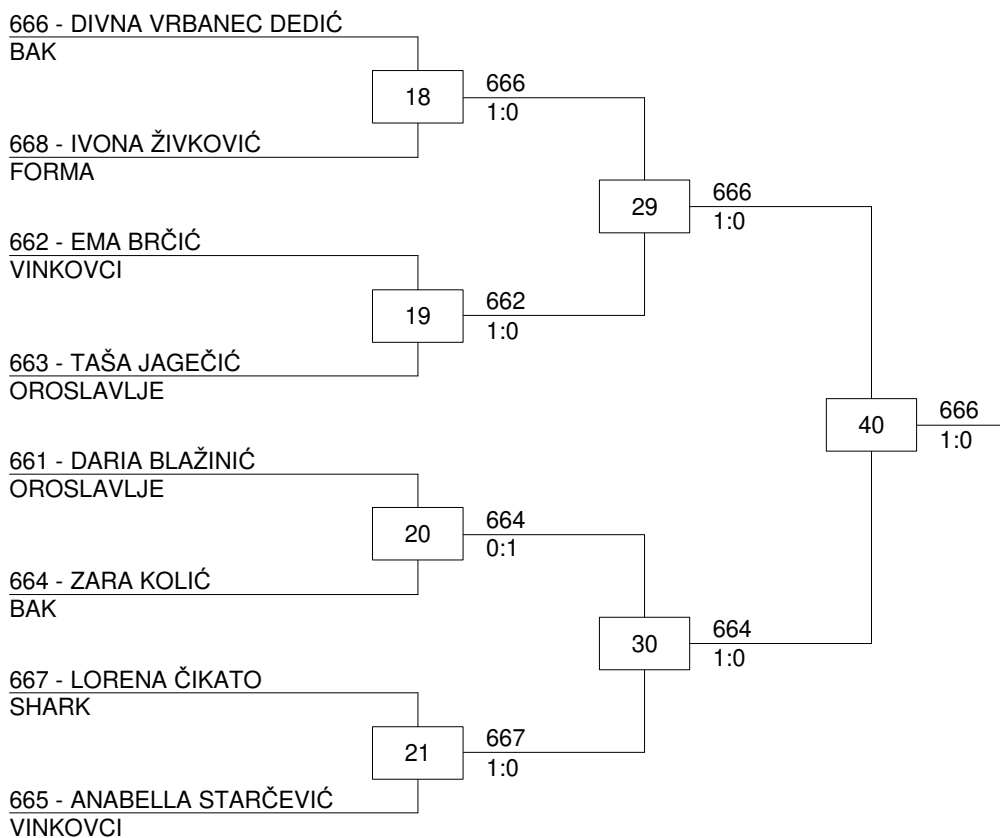 666 - DIVNA VRBANEC DEDIĆ
BAK
18
666
1:0
668 - IVONA ŽIVKOVIĆ
FORMA
29
666
1:0
662 - EMA BRČIĆ
VINKOVCI
19
662
1:0
663 - TAŠA JAGEČIĆ
OROSLAVLJE
40
666
1:0
661 - DARIA BLAŽINIĆ
OROSLAVLJE
20
664
0:1
664 - ZARA KOLIĆ
BAK
30
664
1:0
667 - LORENA ČIKATO
SHARK
21
667
1:0
665 - ANABELLA STARČEVIĆ
VINKOVCI